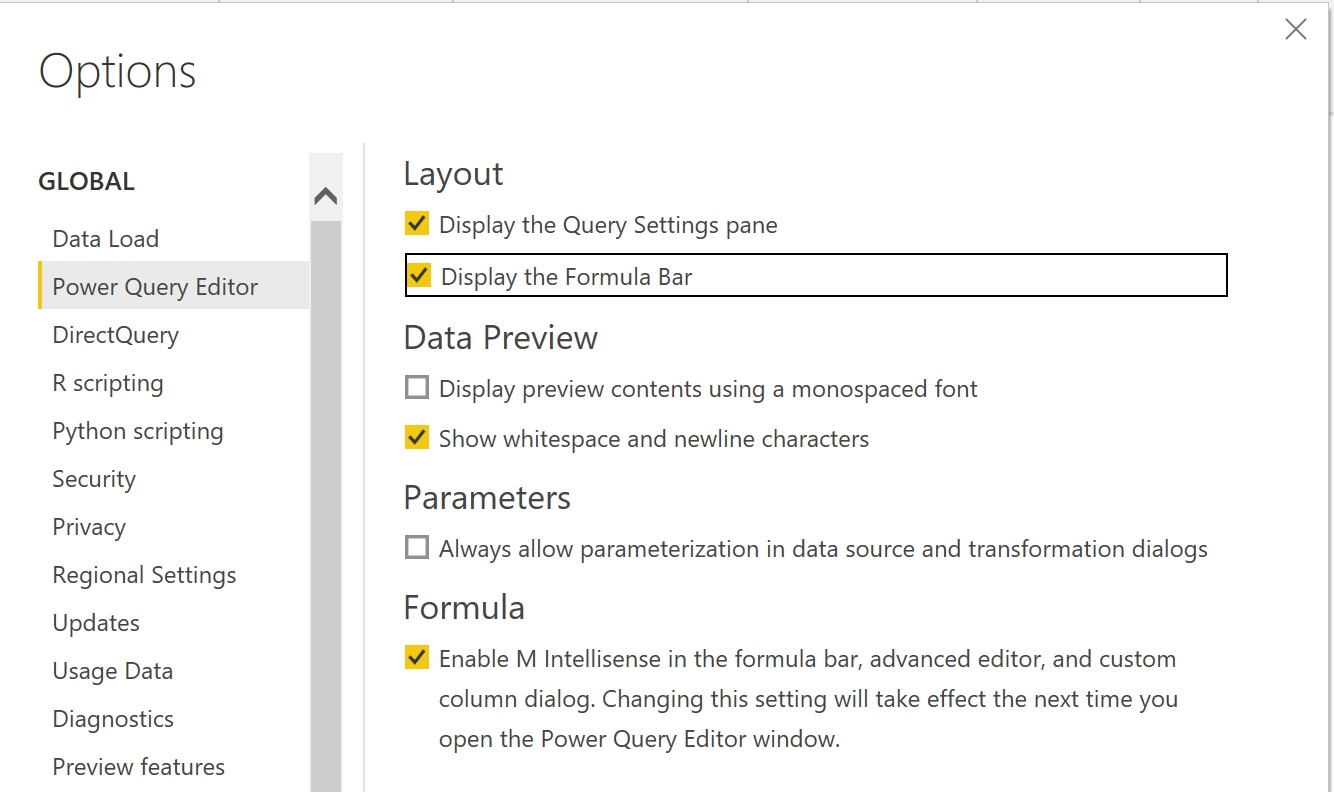 Options
GLOBAL
Data Load
Power Query Editor
DirectQuery
R scripting
Python scripting
Security
Privacy
Regional Settings
Updates
Usage Data
Diagnostics
Preview features
Layout
Display the Query Settings pane
Display the Formula Bar
Data Preview
Display preview contents using a monospaced font
Show whitespace and newline characters
Parameters
Always allow parameterization in data source and transformation dialogs
Formula
Enable M Intellisense in the formula bar, advanced editor, and custom
column dialog. Changing this setting will take effect the next time you
open the Power Query Editor window.